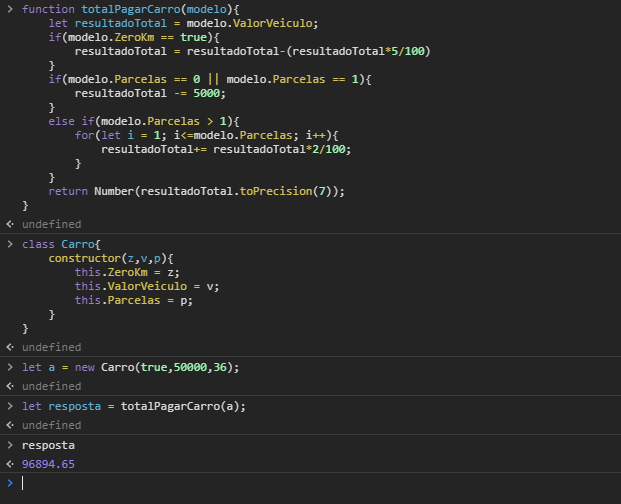 > function totalPagarCarro(modelo){
    let resultadoTotal = modelo.ValorVeiculo;
    if(modelo.ZeroKm == true){
        resultadoTotal = resultadoTotal-(resultadoTotal*5/100)
    }
    if(modelo.Parcelas == 0 || modelo.Parcelas == 1){
        resultadoTotal -= 5000;
    }
    else if(modelo.Parcelas > 1){
        for(let i = 1; i<=modelo.Parcelas; i++){
            resultadoTotal+= resultadoTotal*2/100;
        }
    }
    return Number(resultadoTotal.toPrecision(7));
}
undefined
> class Carro{
    constructor(z,v,p){
        this.ZeroKm = z;
        this.ValorVeiculo = v;
        this.Parcelas = p;
    }
}
undefined
> let a = new Carro(true,50000,36);
undefined
> let resposta = totalPagarCarro(a);
undefined
> resposta
96894.65
>